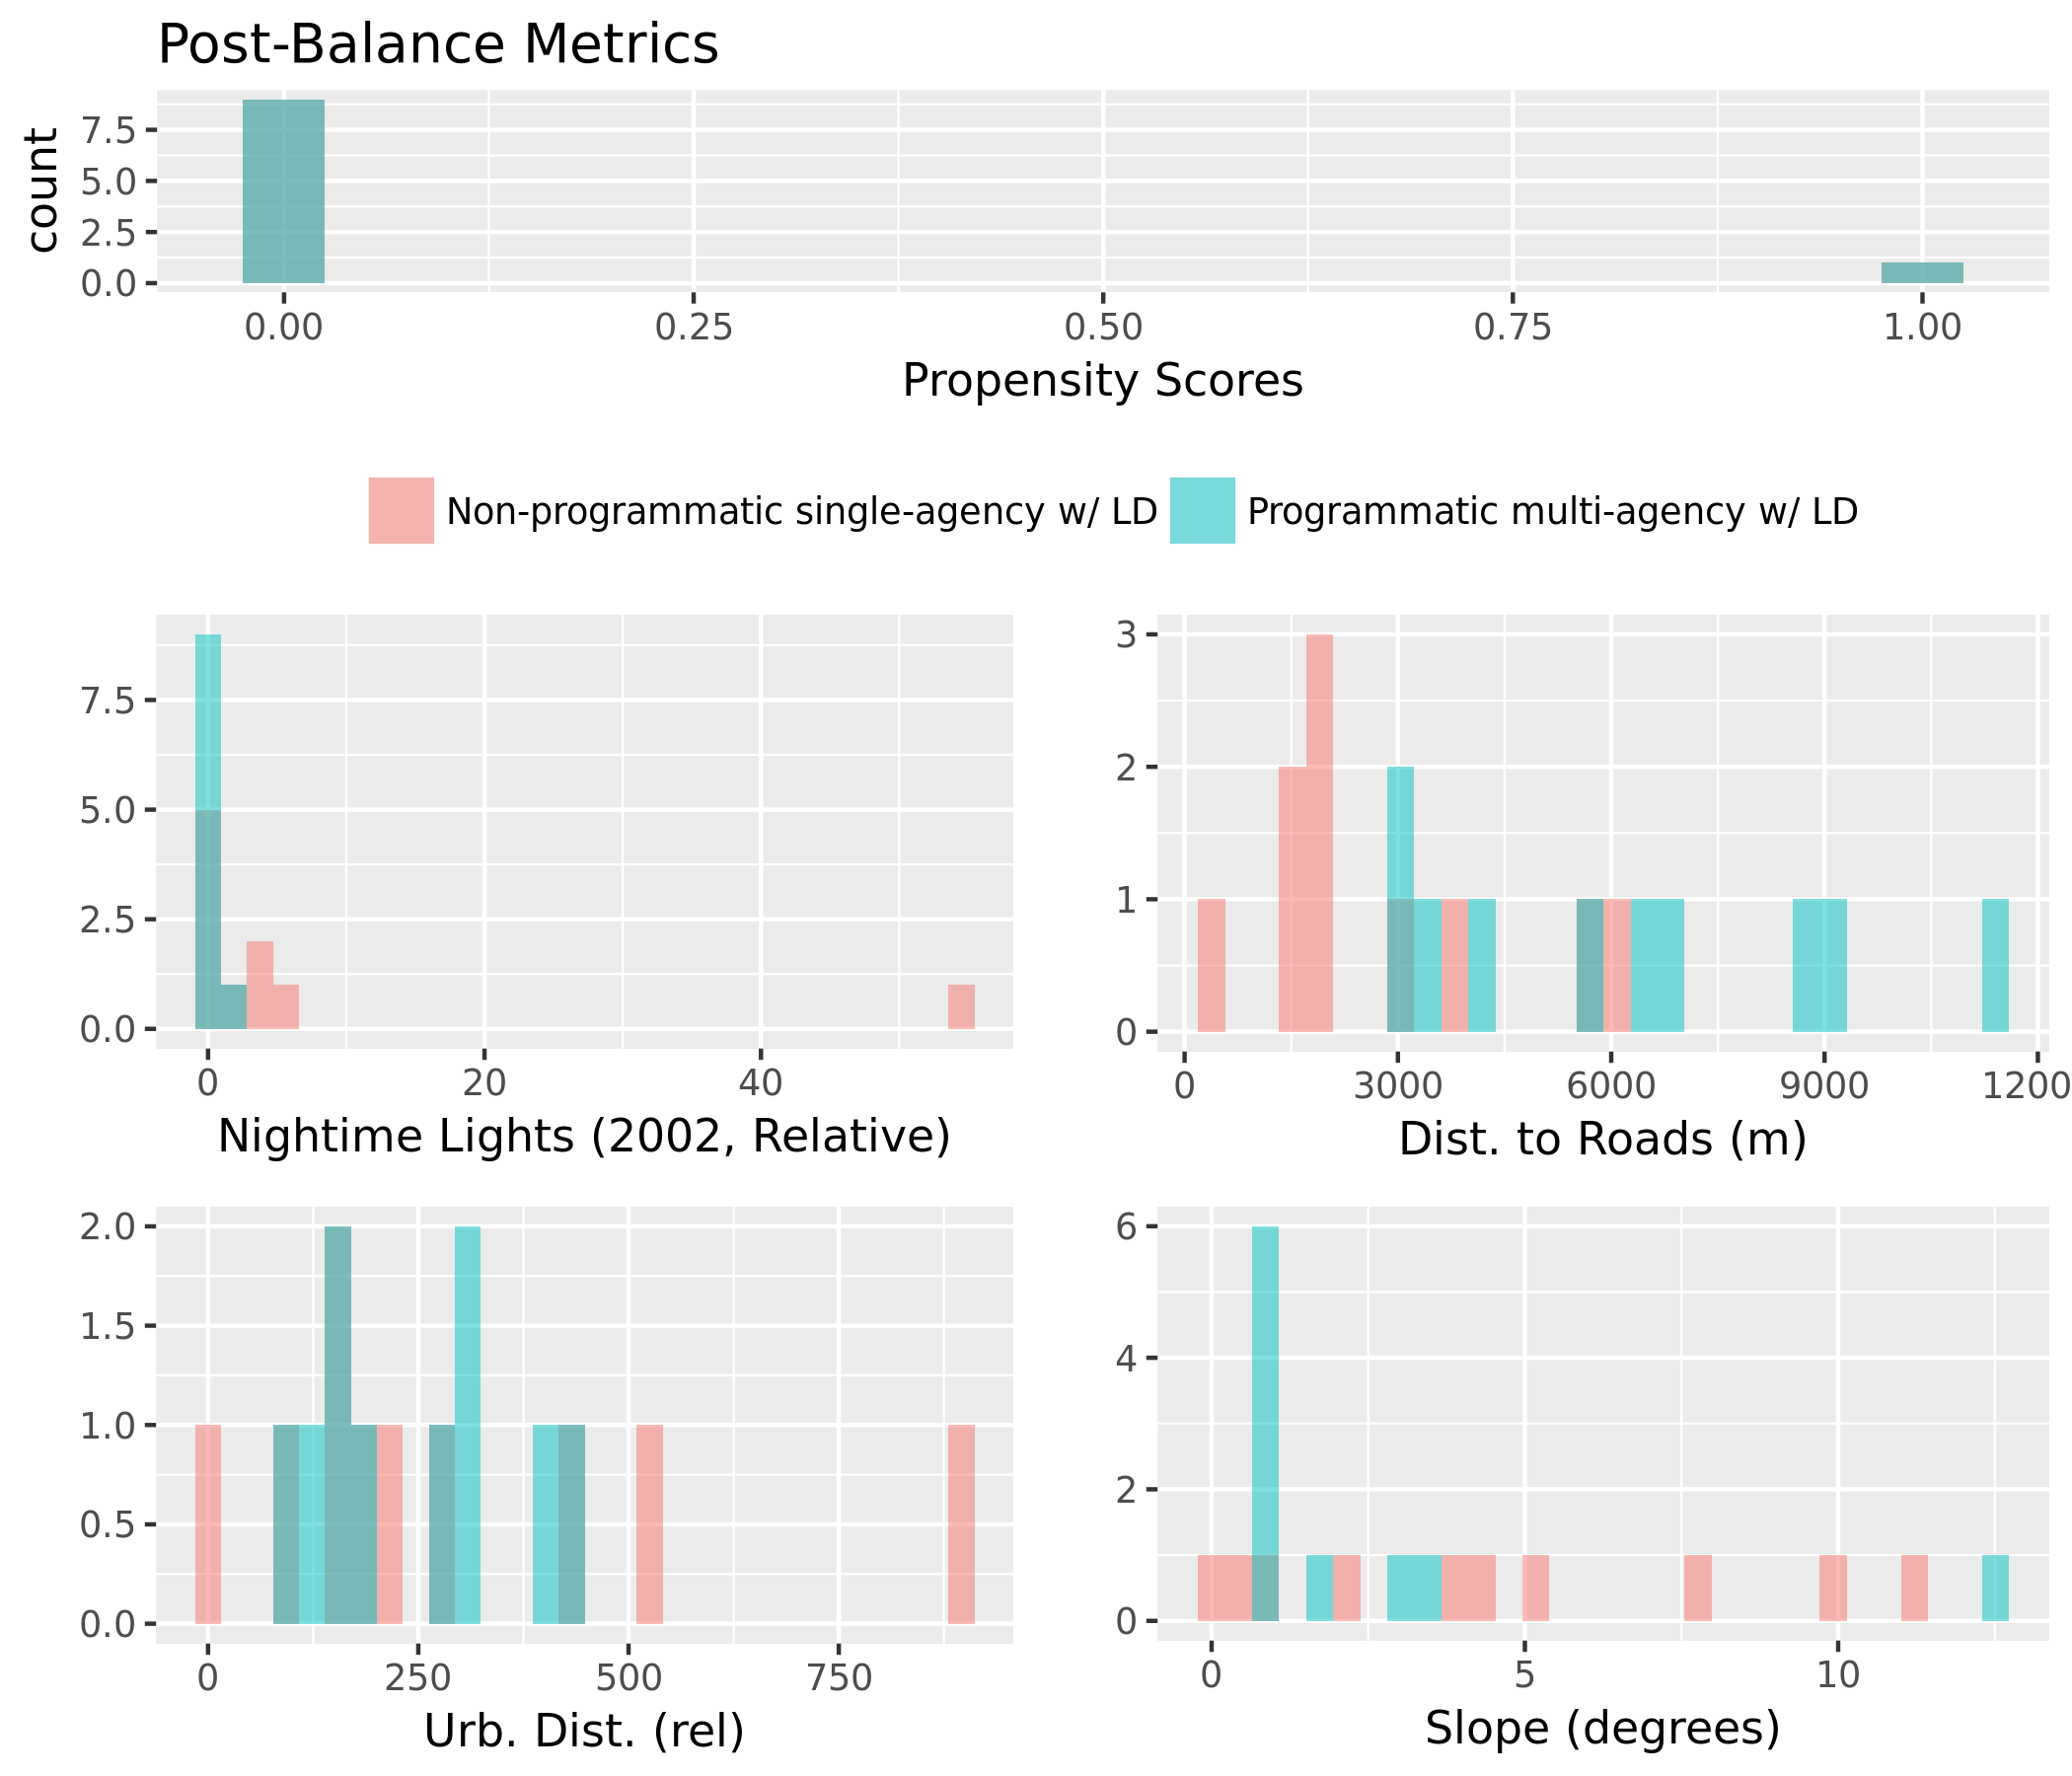 Post-Balance Metrics
count
7.5
5.0
2.5
0.0
0.00 0.25 0.50 0.75 1.00
Propensity Scores
Non-programmatic single-agency w/ LD Programmatic multi-agency w/ LD
7.5
5.0
2.5
0.0
0 20 40
Nightime Lights (2002, Relative)
3
2
1
0
0 3000 6000 9000 1200
Dist. to Roads (m)
2.0
1.5
1.0
0.5
0.0
0 250 500 750
Urb. Dist. (rel)
6
4
2
0
0 5 10
Slope (degrees)